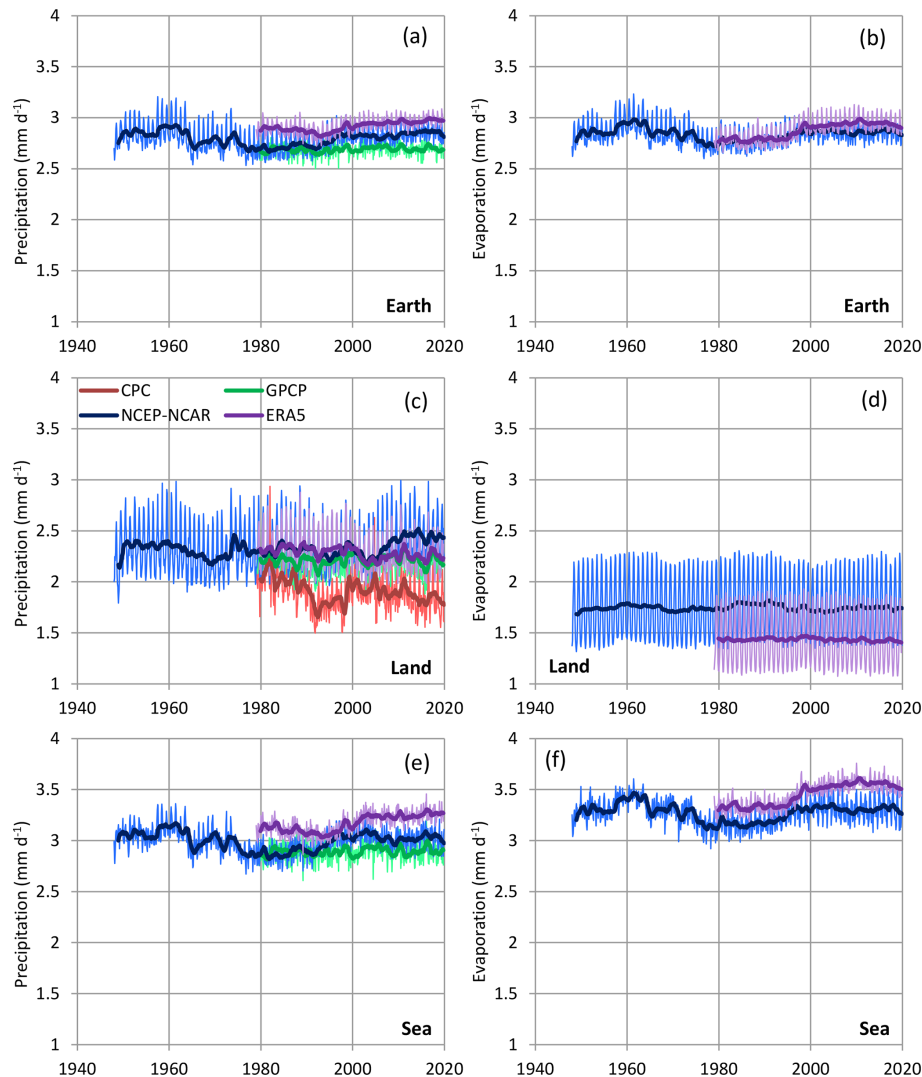 4
3.5
3
2.5
2
1.5
1
1940 1960 1980 2000 2020
Precipitation (mm d⁻¹)
(a)
Earth
4
3.5
3
2.5
2
1.5
1
1940 1960 1980 2000 2020
Evaporation (mm d⁻¹)
(b)
Earth
4
3.5
3
2.5
2
1.5
1
1940 1960 1980 2000 2020
Precipitation (mm d⁻¹)
CPC GPCP
NCEP-NCAR ERA5
(c)
Land
4
3.5
3
2.5
2
1.5
1
1940 1960 1980 2000 2020
Evaporation (mm d⁻¹)
(d)
Land
4
3.5
3
2.5
2
1.5
1
1940 1960 1980 2000 2020
Precipitation (mm d⁻¹)
(e)
Sea
4
3.5
3
2.5
2
1.5
1
1940 1960 1980 2000 2020
Evaporation (mm d⁻¹)
(f)
Sea